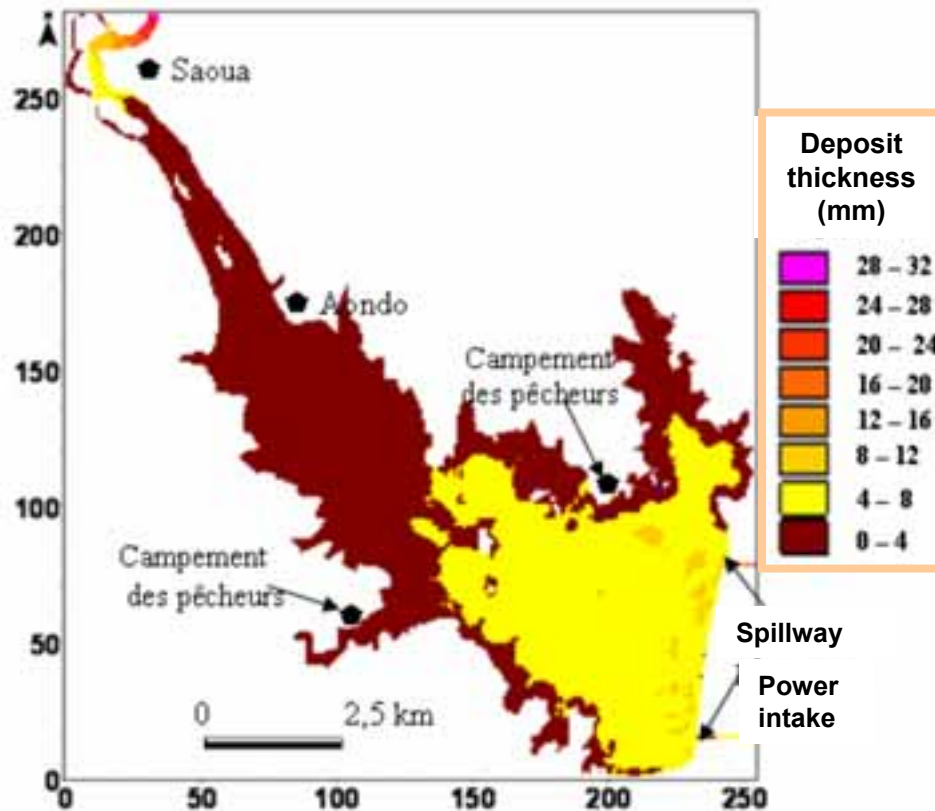 Saoua
Aondo
Campement
des pêcheurs
Campement
des pêcheurs
0 2,5 km
250
200
150
100
50
0
0 50 100 150 200 250
Deposit
thickness
(mm)
28 – 32
24 – 28
20 – 24
16 – 20
12 – 16
8 – 12
4 – 8
0 – 4
Spillway
Power
intake